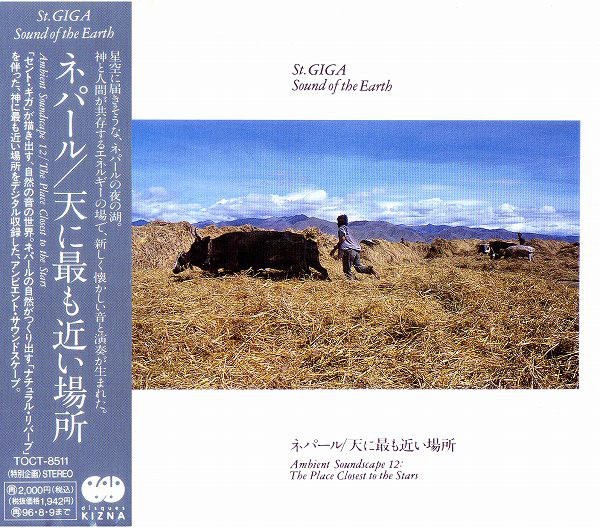 St.GIGA
Sound of the Earth
ネパール/天に最も近い場所
Ambient Soundscape 12/The Place Closest to the Stars
星空に届きそうな、ネパールの夜の湖。
神と人間が共存するエネルギーの場で、新しく懐かしい音と演奏が生まれた。
「セント・ギガ」が描き出す、自然の音の世界。ネパールの自然がつくり出す「ナチュラル・リバーブ」
を伴った、神に最も近い場所をデジタル収録した、アンビエント・サウンドスケープ。
TOCT-8511
(特別企画) STEREO
再2,000円(税込)
(税抜価格1,942円)
再96・8・9まで
disques
KIZNA
St.GIGA
Sound of the Earth
ネパール/天に最も近い場所
Ambient Soundscape 12:
The Place Closest to the Stars